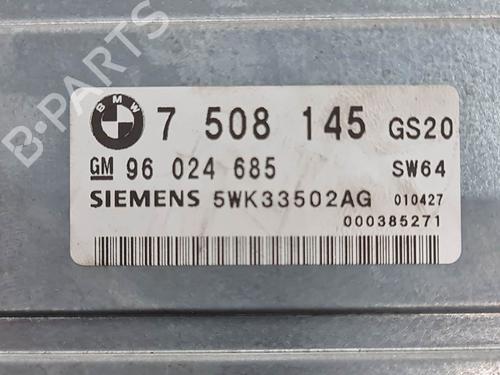 B-PARTS
BMW 7 508 145 GS20
GM 96 024 685 SW64
SIEMENS 5WK33502AG 010427
000385271